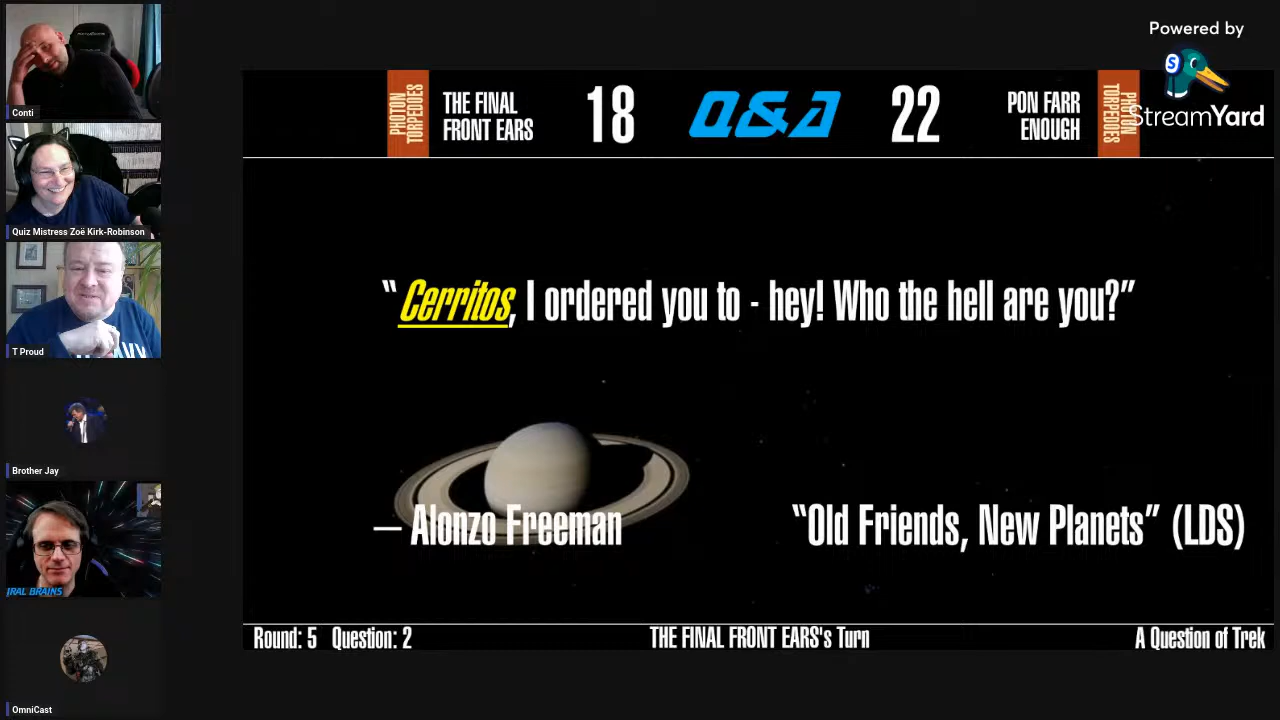 Powered by
S
StreamYard
PHOTON TORPEDOES
THE FINAL
FRONT EARS
18
Q&A
22
PON FARR
ENOUGH
PHOTON TORPEDOES
Conti
Quiz Mistress Zoë Kirk-Robinson
T Proud
Brother Jay
IRAL BRAINS
OmniCast
“Cerritos, I ordered you to - hey! Who the hell are you?”
— Alonzo Freeman
“Old Friends, New Planets” (LDS)
Round: 5 Question: 2
THE FINAL FRONT EARS's Turn
A Question of Trek